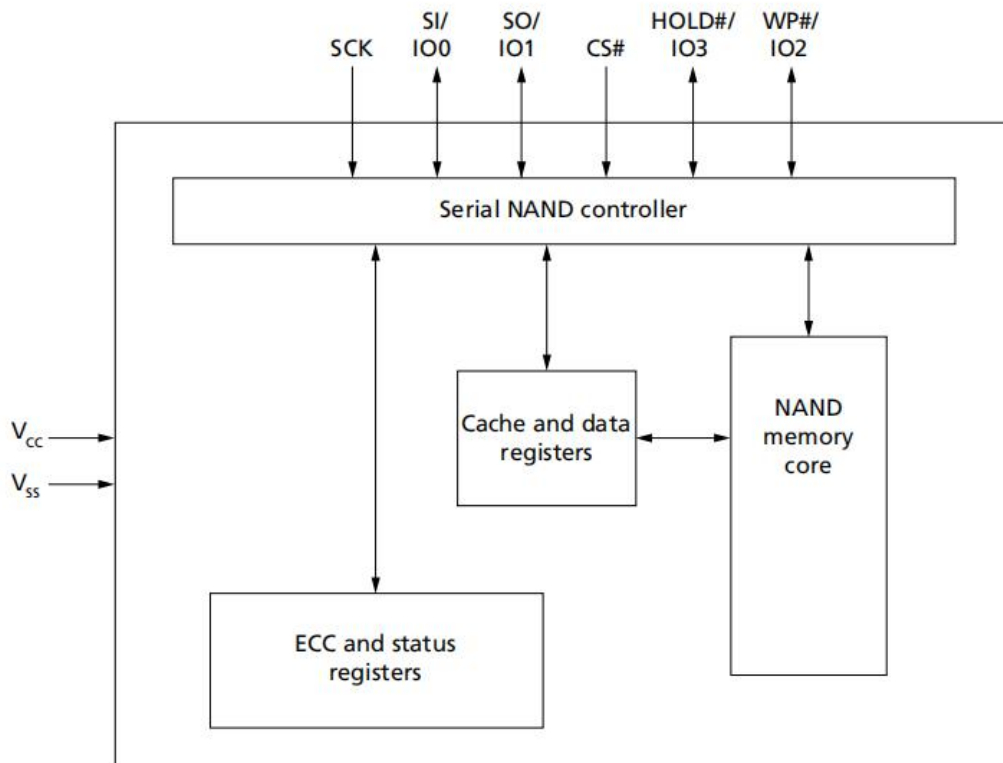 SCK
SI/
IO0
SO/
IO1
CS#
HOLD#/
IO3
WP#/
IO2
Serial NAND controller
Cache and data
registers
NAND
memory
core
Vcc
Vss
ECC and status
registers